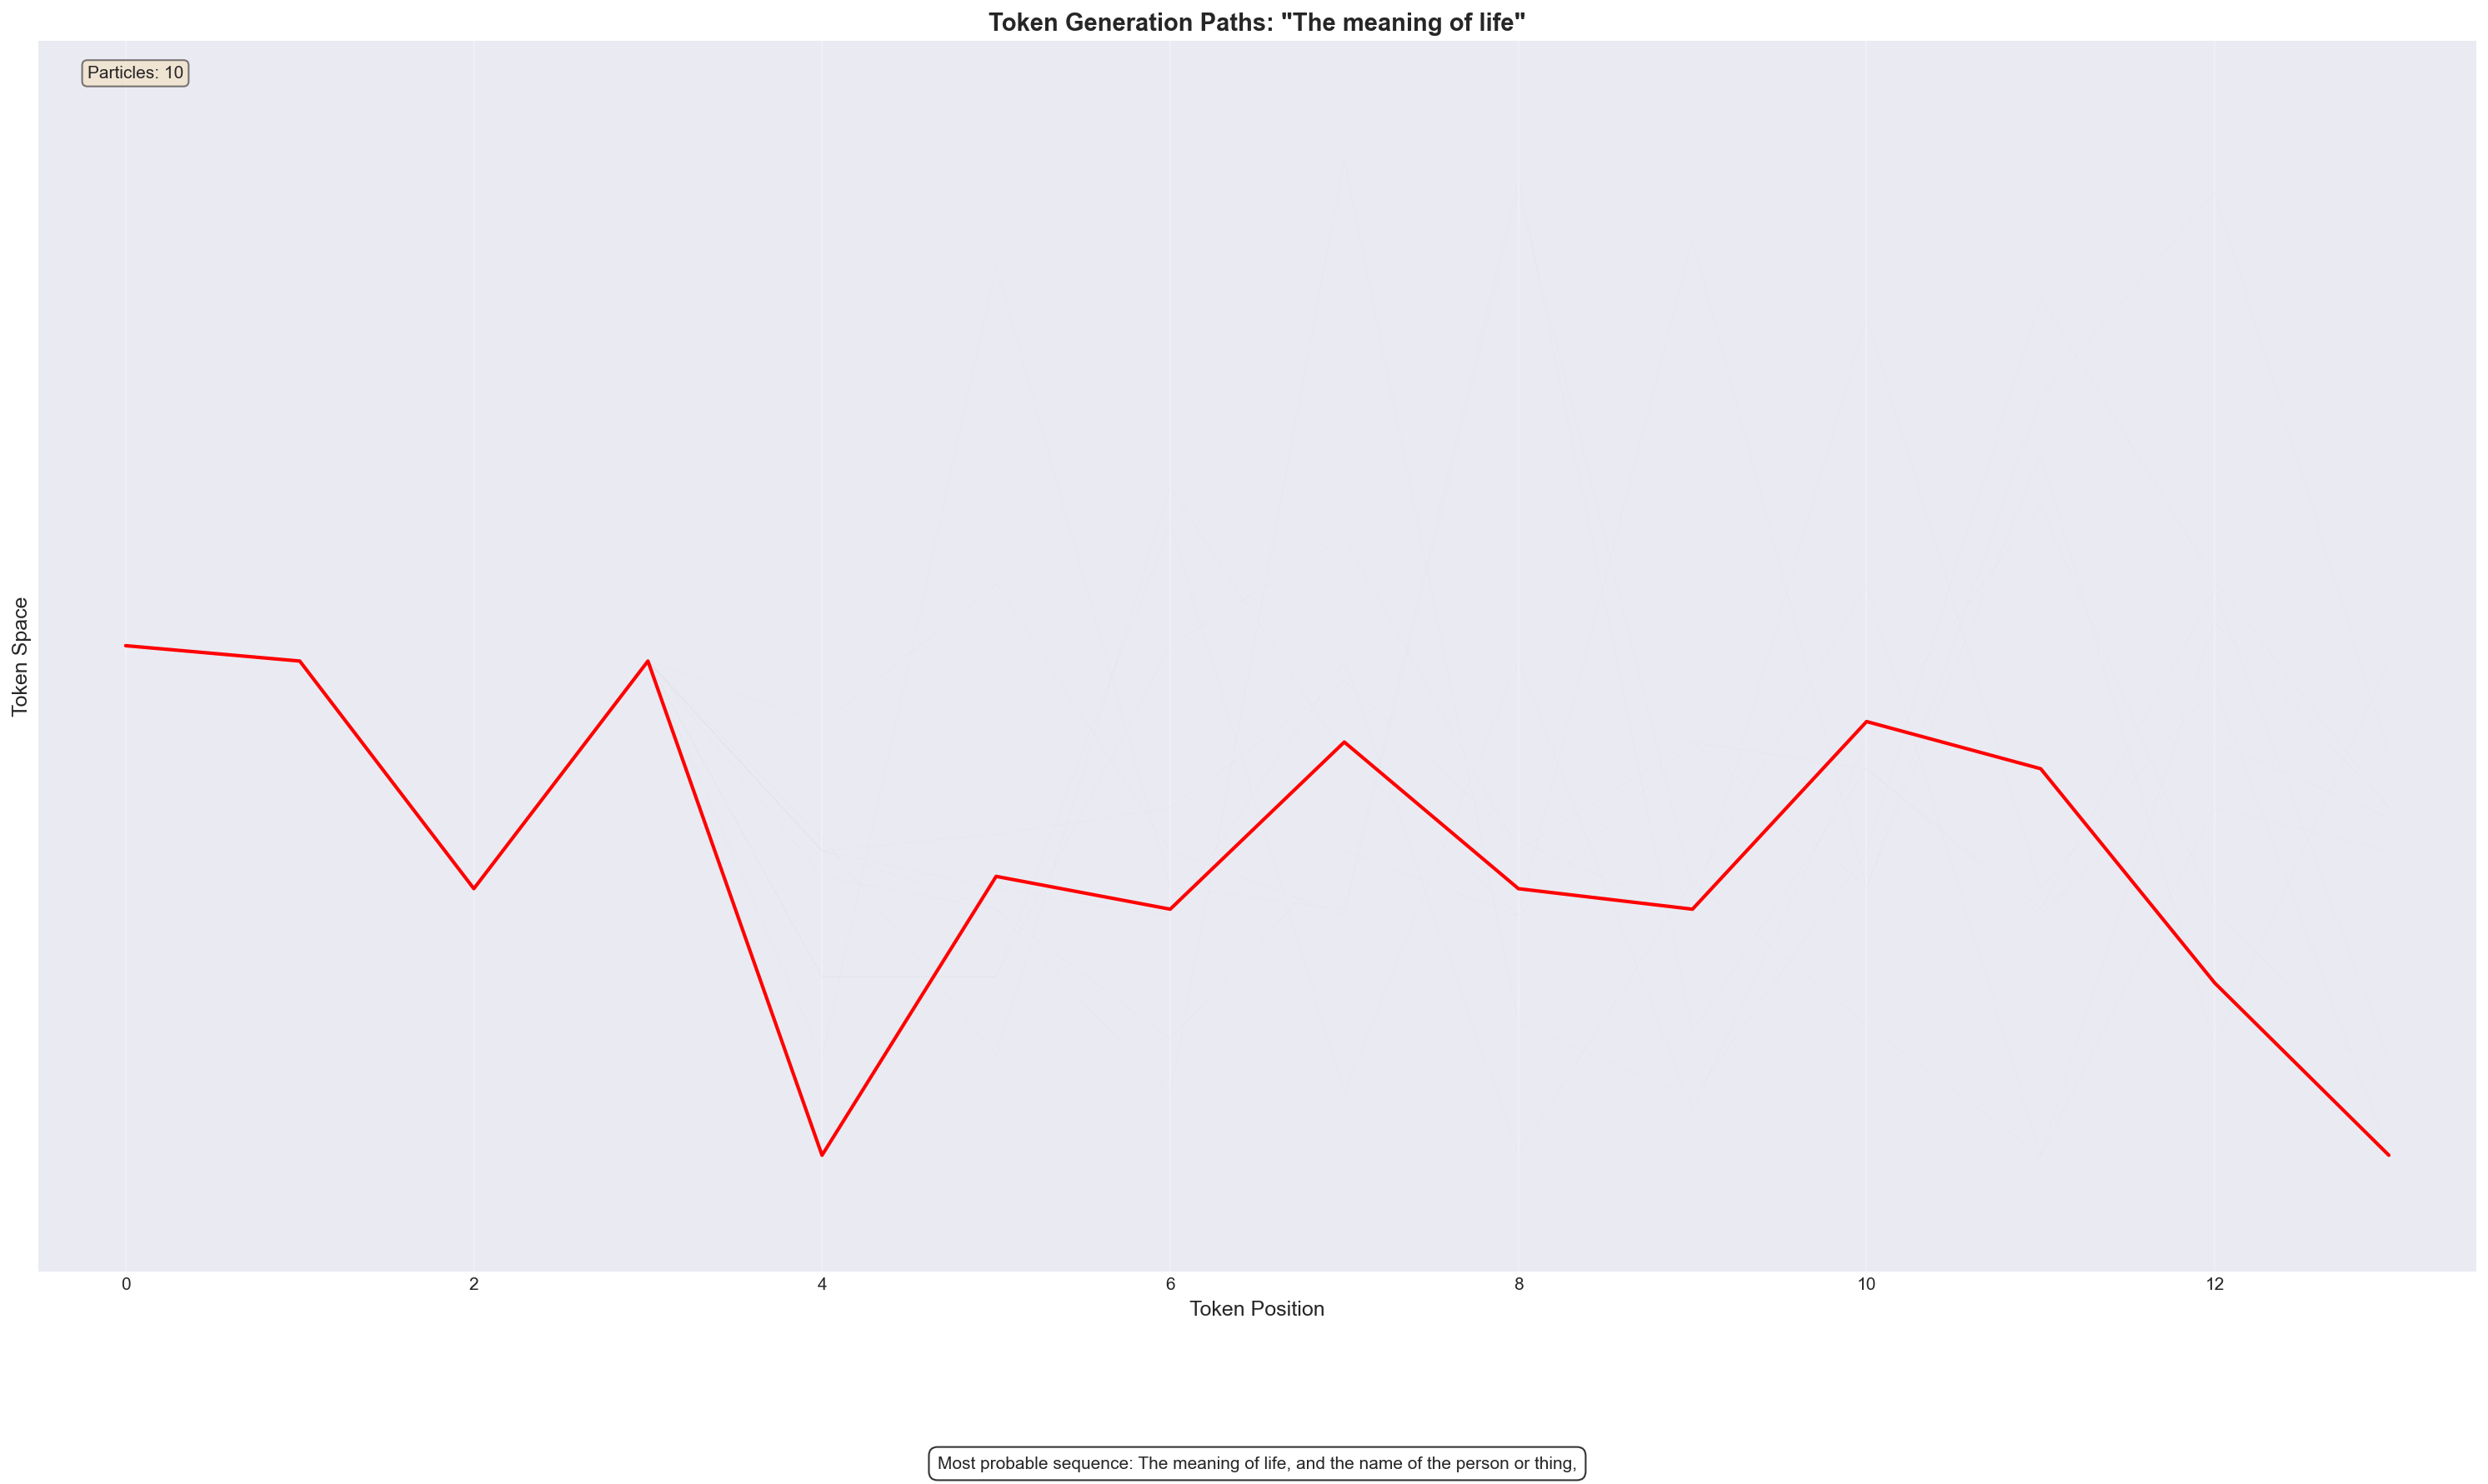 Token Generation Paths: "The meaning of life"
Particles: 10
Token Space
0 2 4 6 8 10 12
Token Position
Most probable sequence: The meaning of life, and the name of the person or thing,